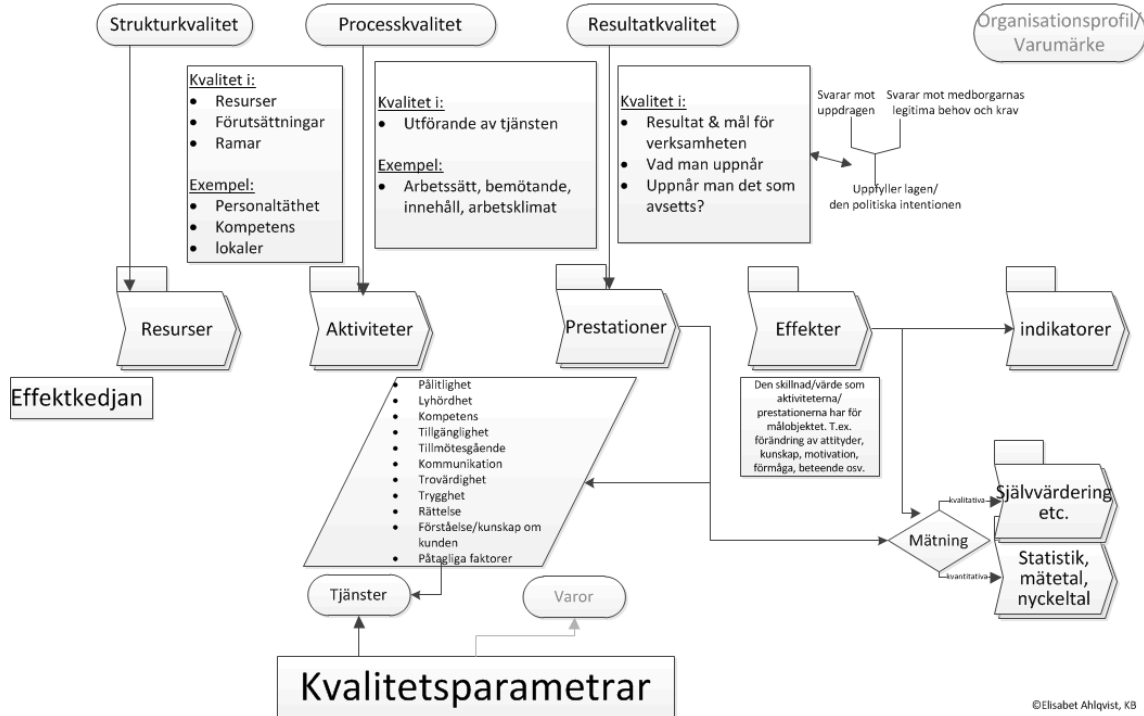 Strukturkvalitet
Processkvalitet
Resultatkvalitet
Organisationsprofil/
Varumärke
Kvalitet i:
Resurser
Förutsättningar
Ramar
Exempel:
Personaltäthet
Kompetens
lokaler
Kvalitet i:
Utförande av tjänsten
Exempel:
Arbetssätt, bemötande,
innehåll, arbetsklimat
Kvalitet i:
Resultat & mål för
verksamheten
Vad man uppnår
Uppnår man det som
avsetts?
Svarar mot
uppdragen
Svarar mot medborgarnas
legitima behov och krav
Uppfyller lagen/
den politiska intentionen
Resurser
Aktiviteter
Prestationer
Effekter
indikatorer
Effektkedjan
Pålitlighet
Lyhördhet
Kompetens
Tillgänglighet
Tillmötesgående
Kommunikation
Trovärdighet
Trygghet
Rättelse
Förståelse/kunskap om
kunden
Påtagliga faktorer
Den skillnad/värde som
aktiviteterna/
prestationerna har för
målobjektet. T.ex.
förändring av attityder,
kunskap, motivation,
förmåga, beteende osv.
kvalitativa
Självvärdering
etc.
Mätning
kvantitativa
Statistik,
mätetal,
nyckeltal
Tjänster
Varor
Kvalitetsparametrar
©Elisabet Ahlqvist, KB